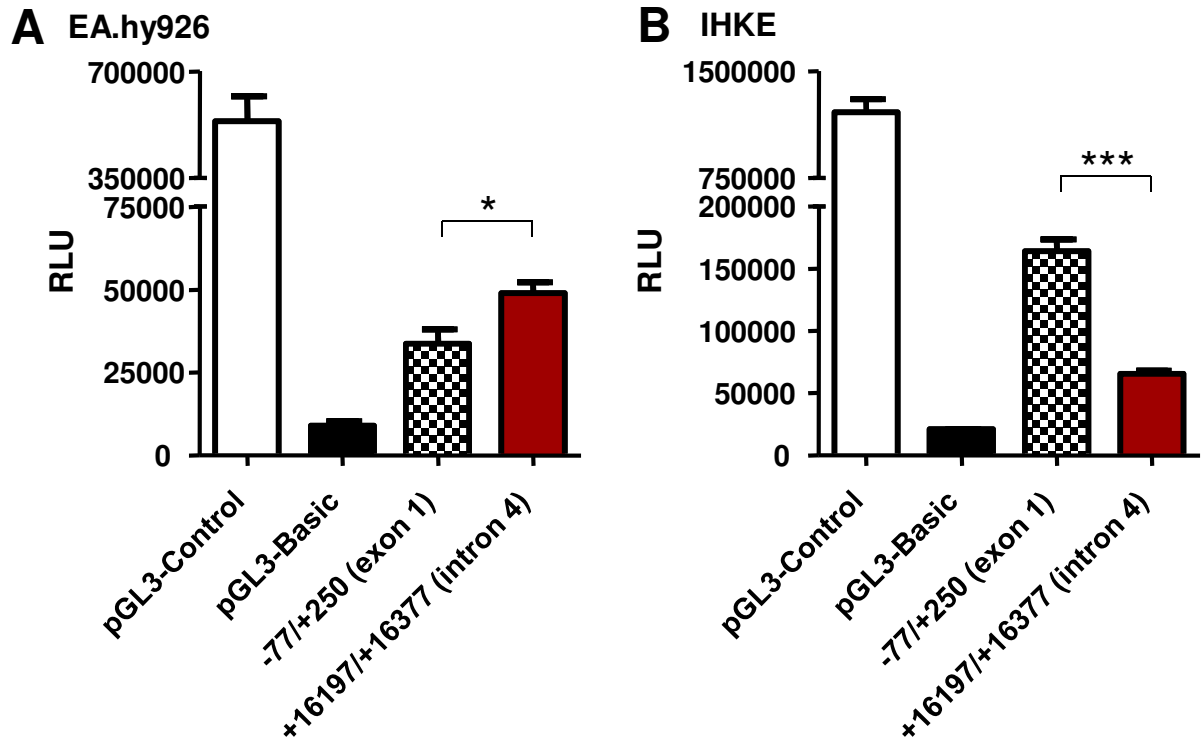 A EA.hy926
700000
350000
75000
50000
25000
0
RLU
*
pGL3-Control
pGL3-Basic
-77/+250 (exon 1)
+16197/+16377 (intron 4)
B IHKE
1500000
750000
200000
150000
100000
50000
0
RLU
***
pGL3-Control
pGL3-Basic
-77/+250 (exon 1)
+16197/+16377 (intron 4)